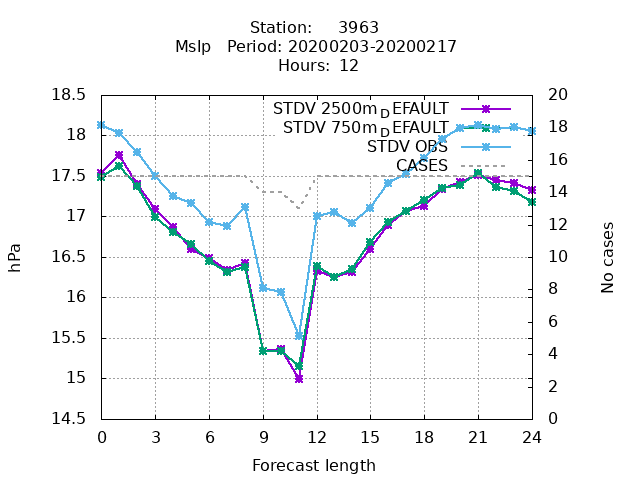 Station: 3963
Mslp Period: 20200203-20200217
Hours: 12
STDV 2500m_DEFAULT
STDV 750m_DEFAULT
STDV OBS
CASES
18.5
18
17.5
17
16.5
16
15.5
15
14.5
hPa
20
18
16
14
12
10
8
6
4
2
0
No cases
0 3 6 9 12 15 18 21 24
Forecast length